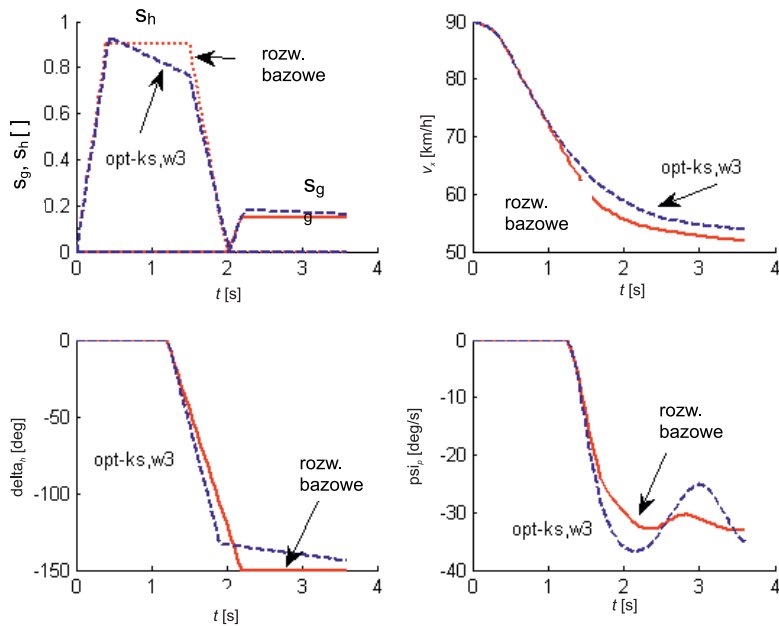 s_h
1
0.8
0.6
0.4
0.2
0
s_g, s_h [ ]
rozw.
bazowe
opt-ks,w3
s_g
g
0 1 2 3 4
t [s]
90
80
70
60
50
v_x [km/h]
opt-ks,w3
rozw.
bazowe
0 1 2 3 4
t [s]
0
-50
-100
-150
delta_h [deg]
opt-ks,w3
rozw.
bazowe
0 1 2 3 4
t [s]
0
-10
-20
-30
-40
psi_p [deg/s]
rozw.
bazowe
opt-ks,w3
0 1 2 3 4
t [s]